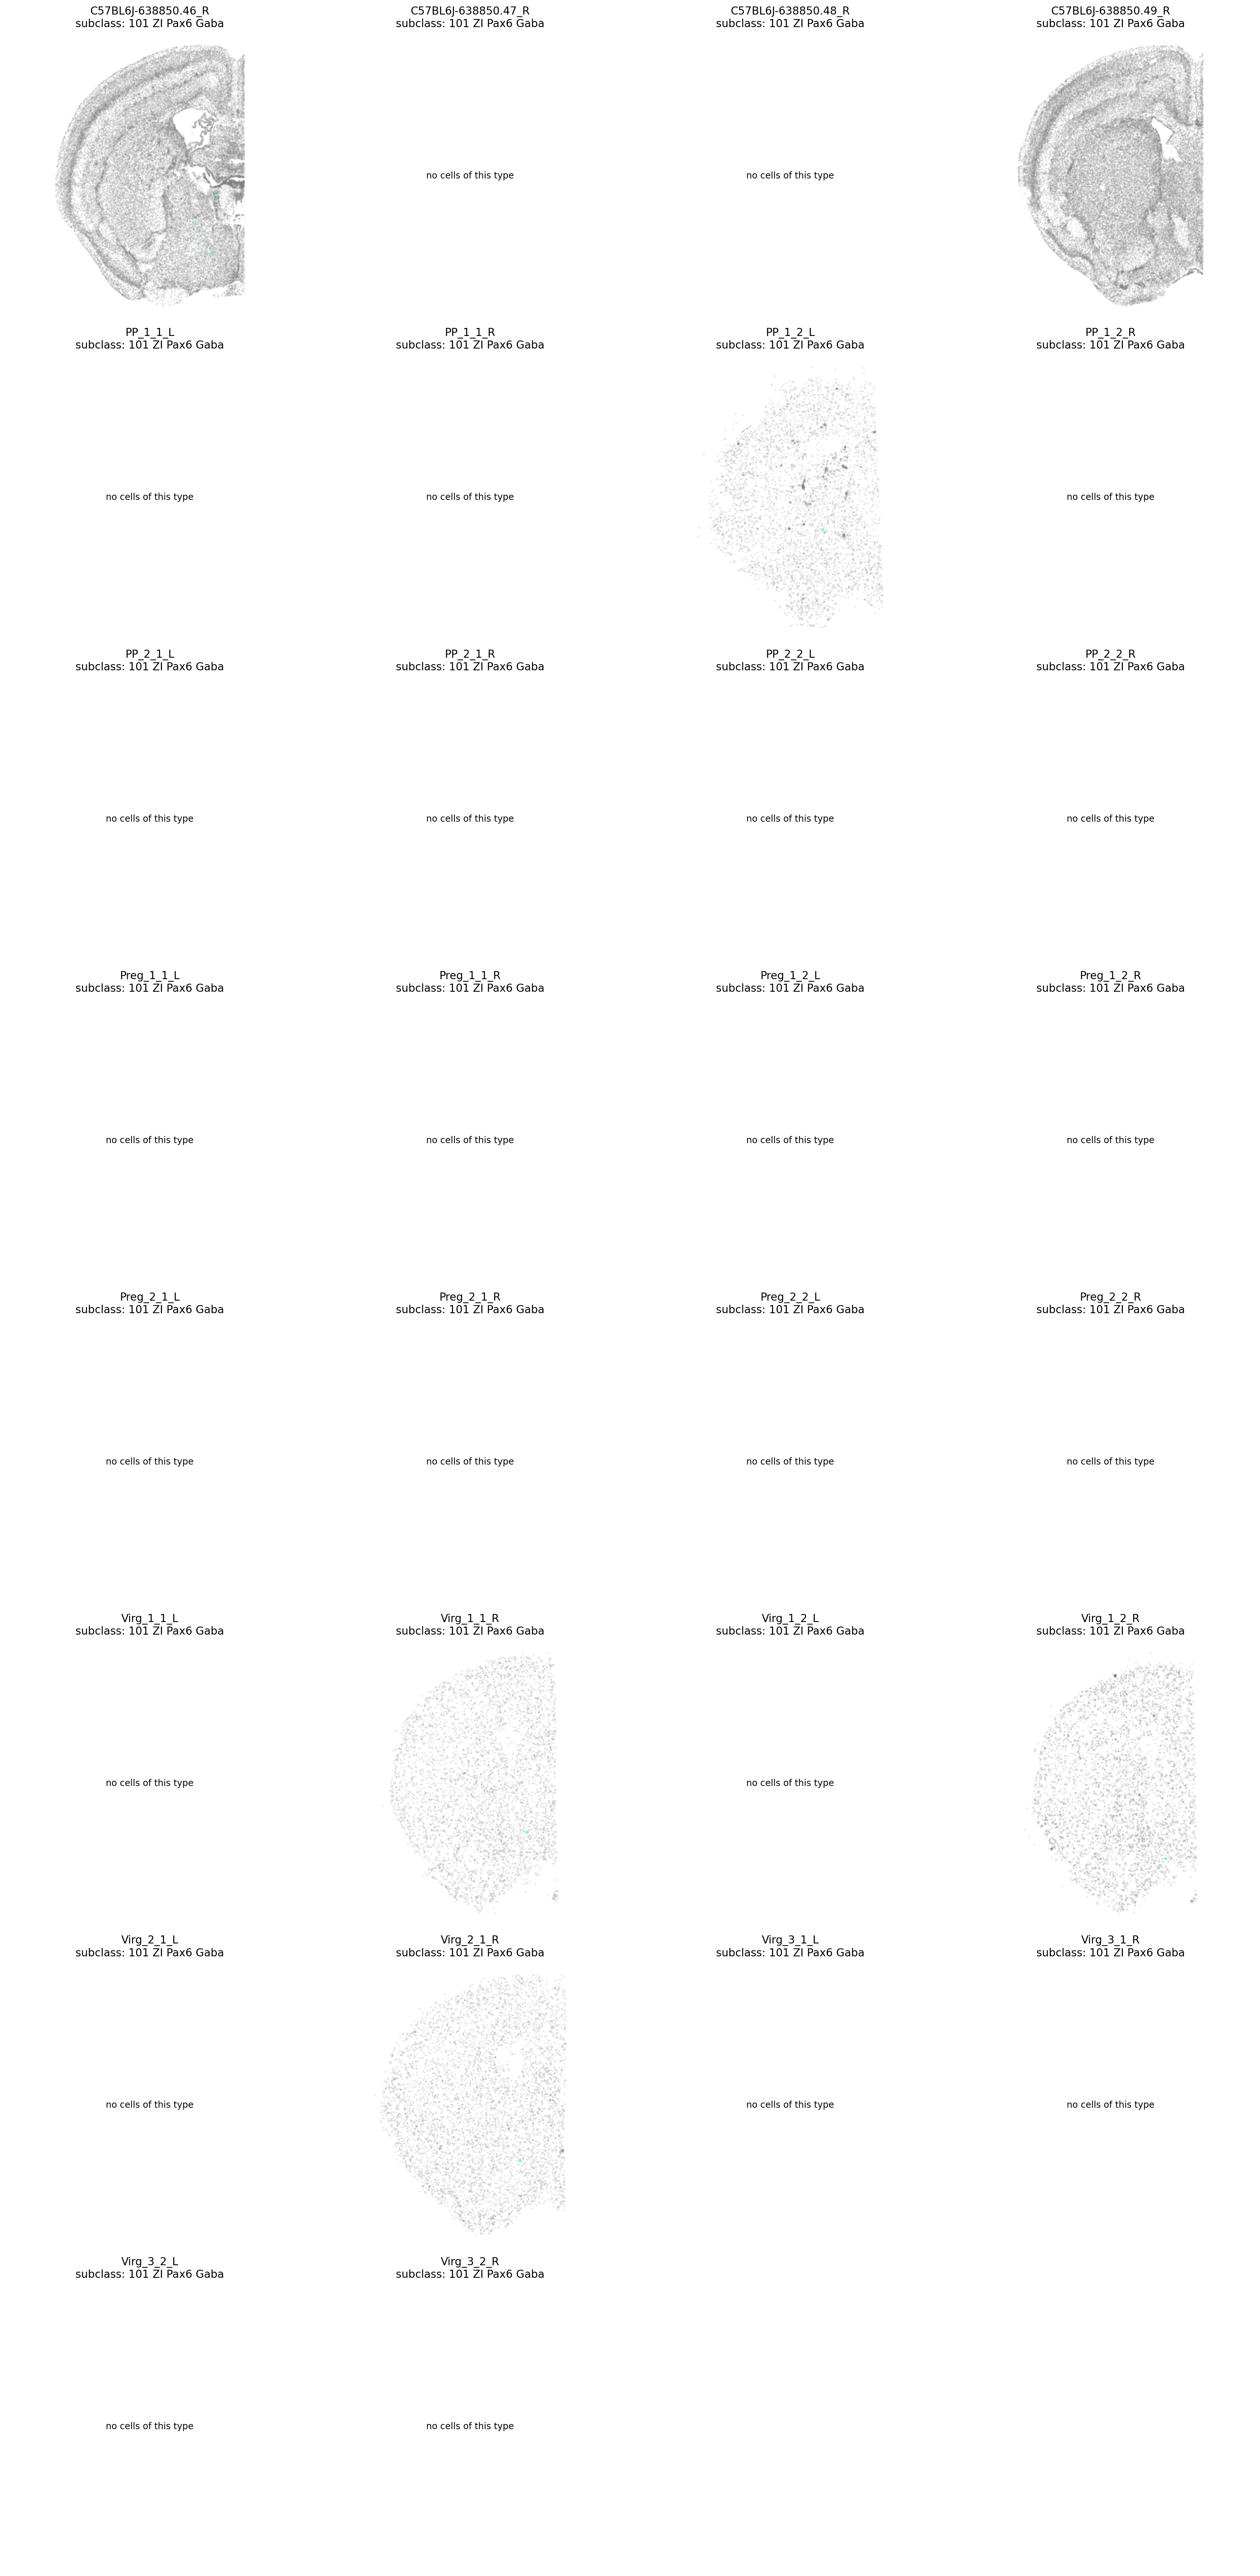 C57BL6J-638850.46_R
subclass: 101 ZI Pax6 Gaba
C57BL6J-638850.47_R
subclass: 101 ZI Pax6 Gaba
no cells of this type
C57BL6J-638850.48_R
subclass: 101 ZI Pax6 Gaba
no cells of this type
C57BL6J-638850.49_R
subclass: 101 ZI Pax6 Gaba
PP_1_1_L
subclass: 101 ZI Pax6 Gaba
no cells of this type
PP_1_1_R
subclass: 101 ZI Pax6 Gaba
no cells of this type
PP_1_2_L
subclass: 101 ZI Pax6 Gaba
PP_1_2_R
subclass: 101 ZI Pax6 Gaba
no cells of this type
PP_2_1_L
subclass: 101 ZI Pax6 Gaba
no cells of this type
PP_2_1_R
subclass: 101 ZI Pax6 Gaba
no cells of this type
PP_2_2_L
subclass: 101 ZI Pax6 Gaba
no cells of this type
PP_2_2_R
subclass: 101 ZI Pax6 Gaba
no cells of this type
Preg_1_1_L
subclass: 101 ZI Pax6 Gaba
no cells of this type
Preg_1_1_R
subclass: 101 ZI Pax6 Gaba
no cells of this type
Preg_1_2_L
subclass: 101 ZI Pax6 Gaba
no cells of this type
Preg_1_2_R
subclass: 101 ZI Pax6 Gaba
no cells of this type
Preg_2_1_L
subclass: 101 ZI Pax6 Gaba
no cells of this type
Preg_2_1_R
subclass: 101 ZI Pax6 Gaba
no cells of this type
Preg_2_2_L
subclass: 101 ZI Pax6 Gaba
no cells of this type
Preg_2_2_R
subclass: 101 ZI Pax6 Gaba
no cells of this type
Virg_1_1_L
subclass: 101 ZI Pax6 Gaba
no cells of this type
Virg_1_1_R
subclass: 101 ZI Pax6 Gaba
Virg_1_2_L
subclass: 101 ZI Pax6 Gaba
no cells of this type
Virg_1_2_R
subclass: 101 ZI Pax6 Gaba
Virg_2_1_L
subclass: 101 ZI Pax6 Gaba
no cells of this type
Virg_2_1_R
subclass: 101 ZI Pax6 Gaba
Virg_3_1_L
subclass: 101 ZI Pax6 Gaba
no cells of this type
Virg_3_1_R
subclass: 101 ZI Pax6 Gaba
no cells of this type
Virg_3_2_L
subclass: 101 ZI Pax6 Gaba
no cells of this type
Virg_3_2_R
subclass: 101 ZI Pax6 Gaba
no cells of this type